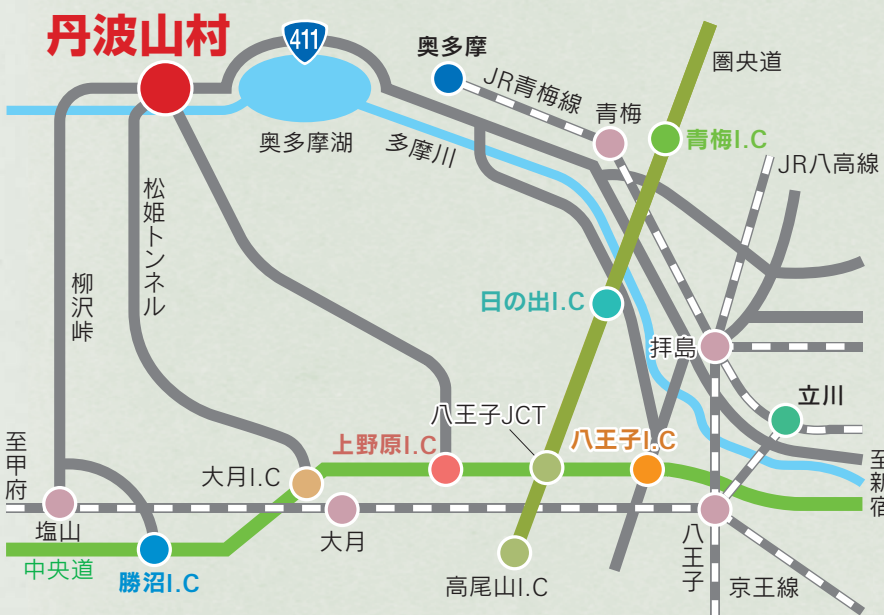 丹波山村
411
奥多摩
圏央道
JR青梅線
青梅
青梅I.C
奥多摩湖
多摩川
JR八高線
松姫トンネル
柳沢峠
日の出I.C
拝島
立川
八王子JCT
至甲府
上野原I.C
八王子I.C
大月I.C
至新宿
塩山
大月
八王子
中央道
勝沼I.C
高尾山I.C
京王線